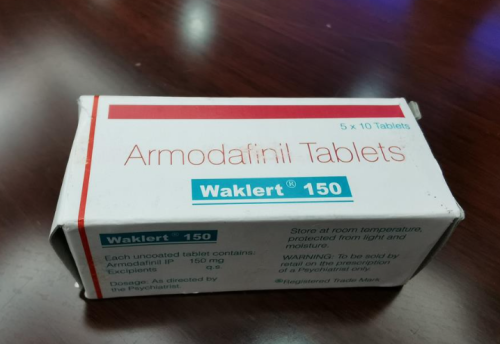 5 x 10 Tablets
Armodafinil Tablets
Waklert® 150
Waklert® 150
Each uncoated tablet contains:
Armodafinil IP 150 mg
Excipients q.s
Dosage: As directed by
the Psychiatrist.
Store at room temperature,
protected from light and
moisture.
WARNING: To be sold by
retail on the prescription
of a Psychiatrist only.
®Registered Trade Mark